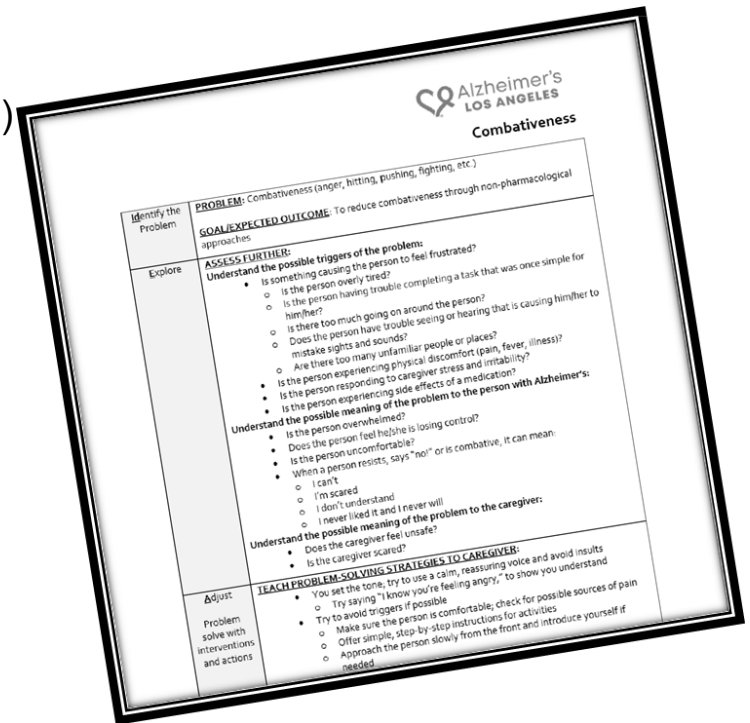 )
Alzheimer's
LOS ANGELES
Combativeness
Identify the
Problem
PROBLEM: Combativeness (anger, hitting, pushing, fighting, etc.)
GOAL/EXPECTED OUTCOME: To reduce combativeness through non-pharmacological
approaches
Explore
ASSESS FURTHER:
Understand the possible triggers of the problem:
• Is something causing the person to feel frustrated?
o Is the person overly tired?
o Is the person having trouble completing a task that was once simple for
him/her?
o Is there too much going on around the person?
o Does the person have trouble seeing or hearing that is causing him/her to
mistake sights and sounds?
o Are there too many unfamiliar people or places?
• Is the person experiencing physical discomfort (pain, fever, illness)?
• Is the person responding to caregiver stress and irritability?
• Is the person experiencing side effects of a medication?
Understand the possible meaning of the problem to the person with Alzheimer's:
• Is the person overwhelmed?
• Does the person feel he/she is losing control?
• Is the person uncomfortable?
• When a person resists, says "no!" or is combative, it can mean:
o I can't
o I'm scared
o I don't understand
o I never liked it and I never will
Understand the possible meaning of the problem to the caregiver:
• Does the caregiver feel unsafe?
• Is the caregiver scared?
Adjust
Problem
solve with
interventions
and actions
TEACH PROBLEM-SOLVING STRATEGIES TO CAREGIVER:
• You set the tone; try to use a calm, reassuring voice and avoid insults
o Try saying "I know you're feeling angry," to show you understand
• Try to avoid triggers if possible
o Make sure the person is comfortable; check for possible sources of pain
o Offer simple, step-by-step instructions for activities
o Approach the person slowly from the front and introduce yourself if
needed